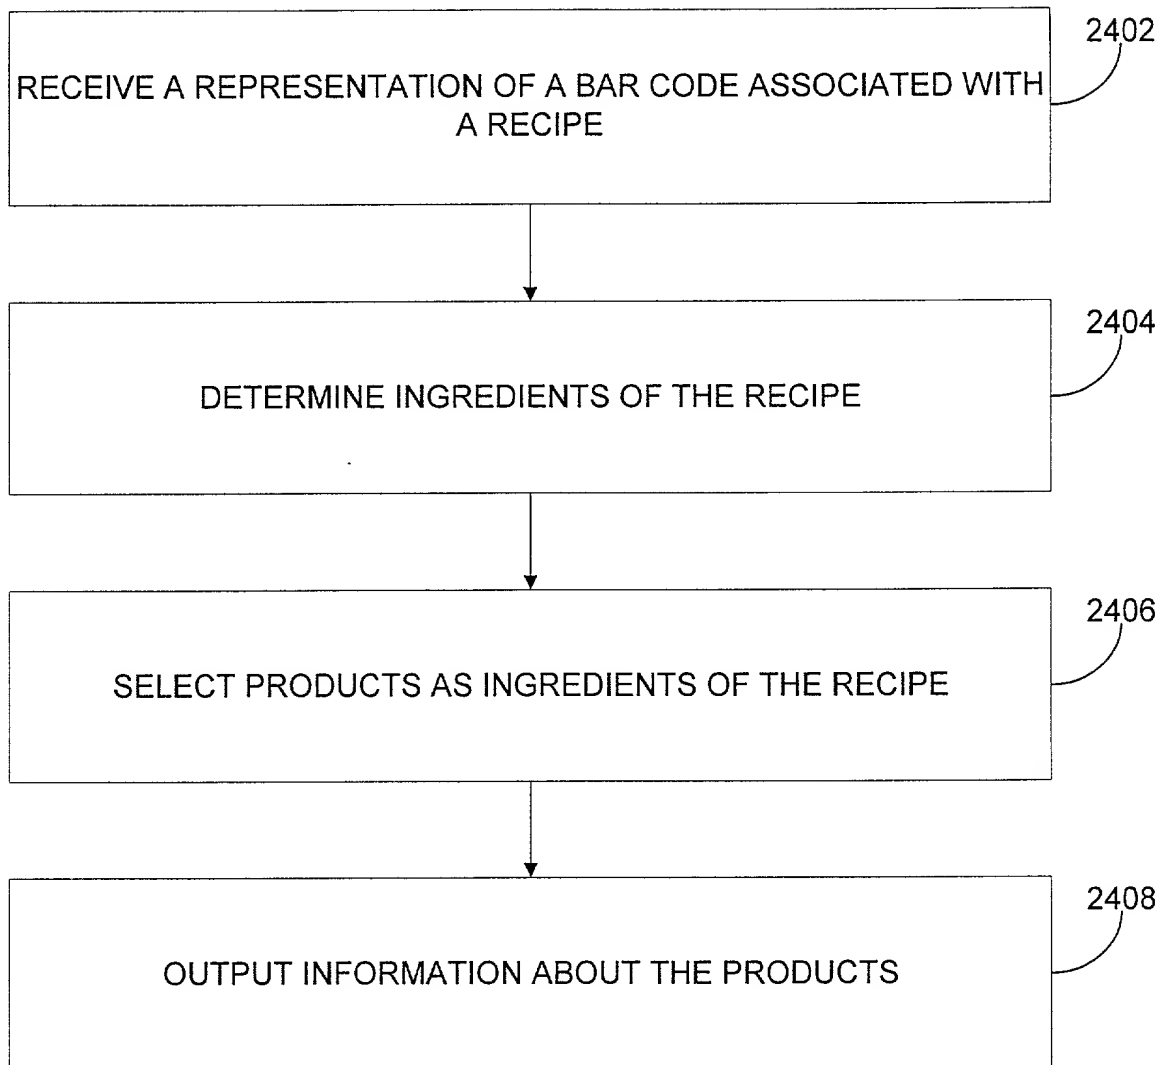 2402
RECEIVE A REPRESENTATION OF A BAR CODE ASSOCIATED WITH
A RECIPE
2404
DETERMINE INGREDIENTS OF THE RECIPE
2406
SELECT PRODUCTS AS INGREDIENTS OF THE RECIPE
2408
OUTPUT INFORMATION ABOUT THE PRODUCTS